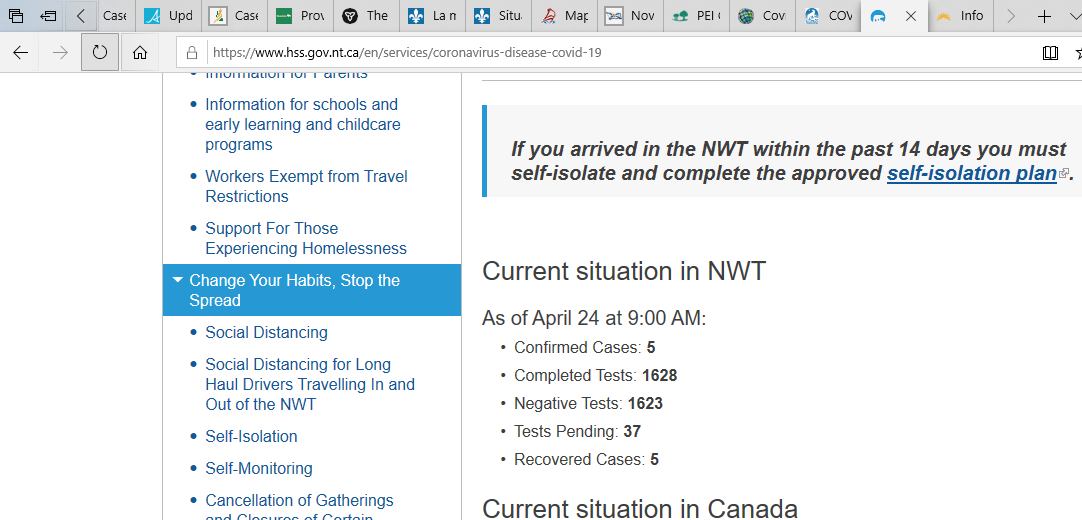 Case
Upd
Case
Prov
The
La m
Situ
Map
Nov
PEI
Cov
COV
Info
https://www.hss.gov.nt.ca/en/services/coronavirus-disease-covid-19
Information for Parents
• Information for schools and
early learning and childcare
programs
• Workers Exempt from Travel
Restrictions
• Support For Those
Experiencing Homelessness
Change Your Habits, Stop the
Spread
• Social Distancing
• Social Distancing for Long
Haul Drivers Travelling In and
Out of the NWT
• Self-Isolation
• Self-Monitoring
• Cancellation of Gatherings
and Closures of Certain
If you arrived in the NWT within the past 14 days you must
self-isolate and complete the approved self-isolation plan.
Current situation in NWT
As of April 24 at 9:00 AM:
• Confirmed Cases: 5
• Completed Tests: 1628
• Negative Tests: 1623
• Tests Pending: 37
• Recovered Cases: 5
Current situation in Canada